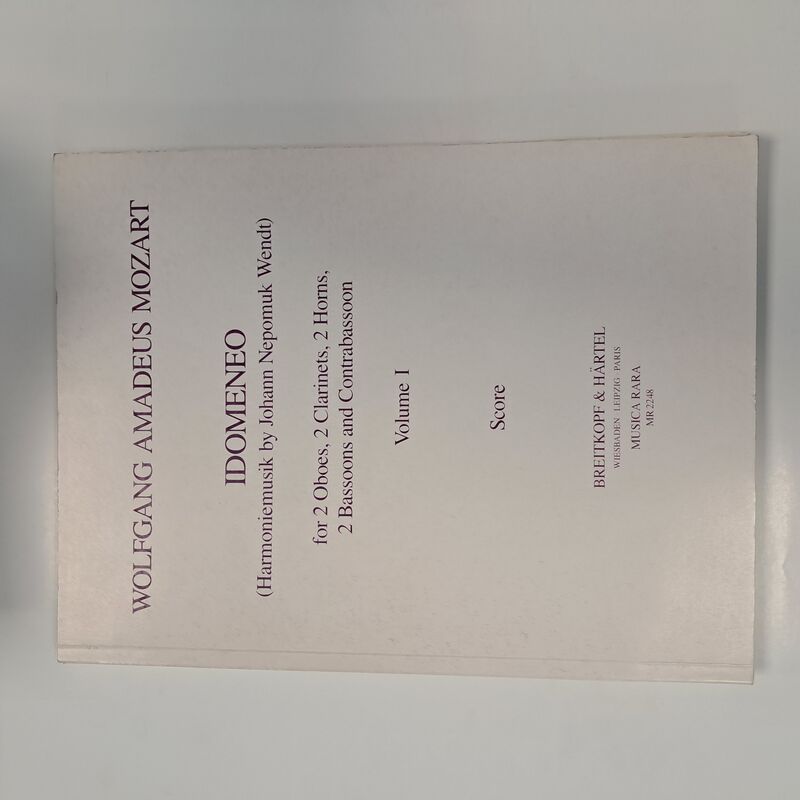 WOLFGANG AMADEUS MOZART
IDOMENEO
(Harmoniemusik by Johann Nepomuk Wendt)
for 2 Oboes, 2 Clarinets, 2 Horns,
2 Bassoons and Contrabassoon
Volume I
Score
BREITKOPF & HÄRTEL
WIESBADEN LEIPZIG PARIS
MUSICA RARA
MR 2248